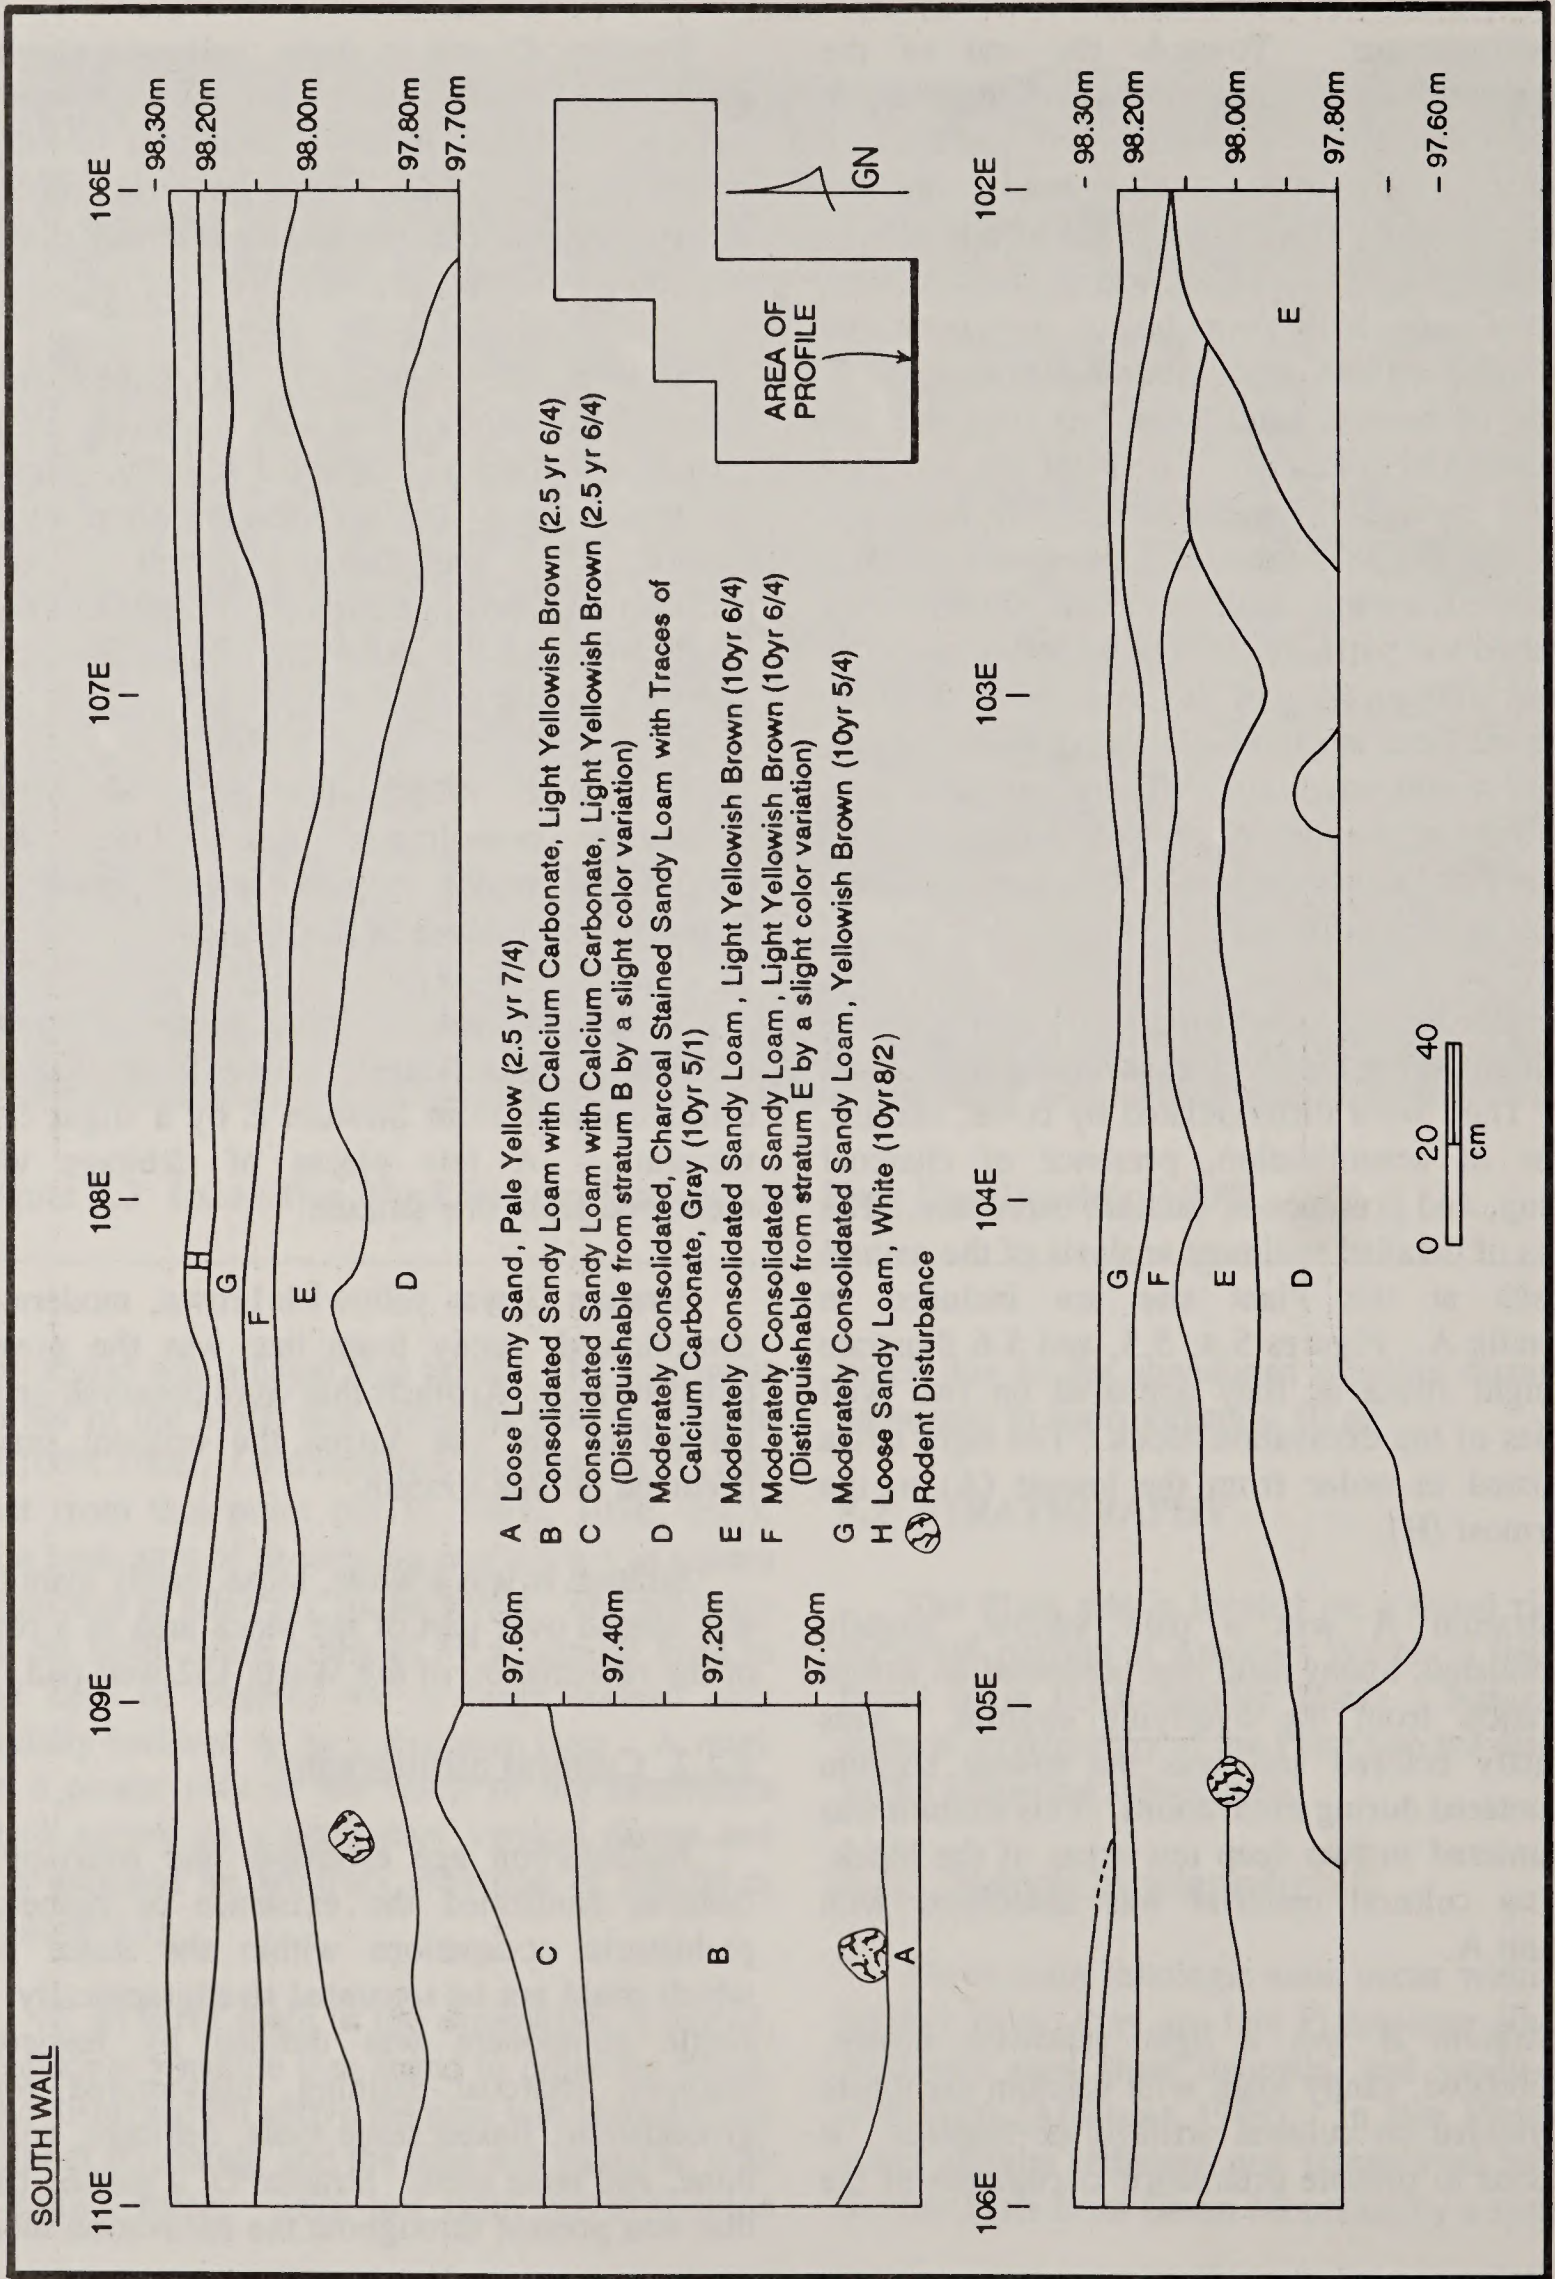 SOUTH WALL
110E
109E
108E
107E
106E
98.30m
98.20m
98.00m
97.80m
97.70m
H
G
F
E
D
C
B
A
97.60m
97.40m
97.20m
97.00m
A Loose Loamy Sand, Pale Yellow (2.5 yr 7/4)
B Consolidated Sandy Loam with Calcium Carbonate, Light Yellowish Brown (2.5 yr 6/4)
C Consolidated Sandy Loam with Calcium Carbonate, Light Yellowish Brown (2.5 yr 6/4)
(Distinguishable from stratum B by a slight color variation)
D Moderately Consolidated, Charcoal Stained Sandy Loam with Traces of
Calcium Carbonate, Gray (10yr 5/1)
E Moderately Consolidated Sandy Loam, Light Yellowish Brown (10yr 6/4)
F Moderately Consolidated Sandy Loam, Light Yellowish Brown (10yr 6/4)
(Distinguishable from stratum E by a slight color variation)
G Moderately Consolidated Sandy Loam, Yellowish Brown (10yr 5/4)
H Loose Sandy Loam, White (10yr 8/2)
Rodent Disturbance
AREA OF
PROFILE
GN
106E
105E
104E
103E
102E
98.30m
98.20m
98.00m
97.80m
97.60 m
G
F
E
D
E
0 20 40
cm